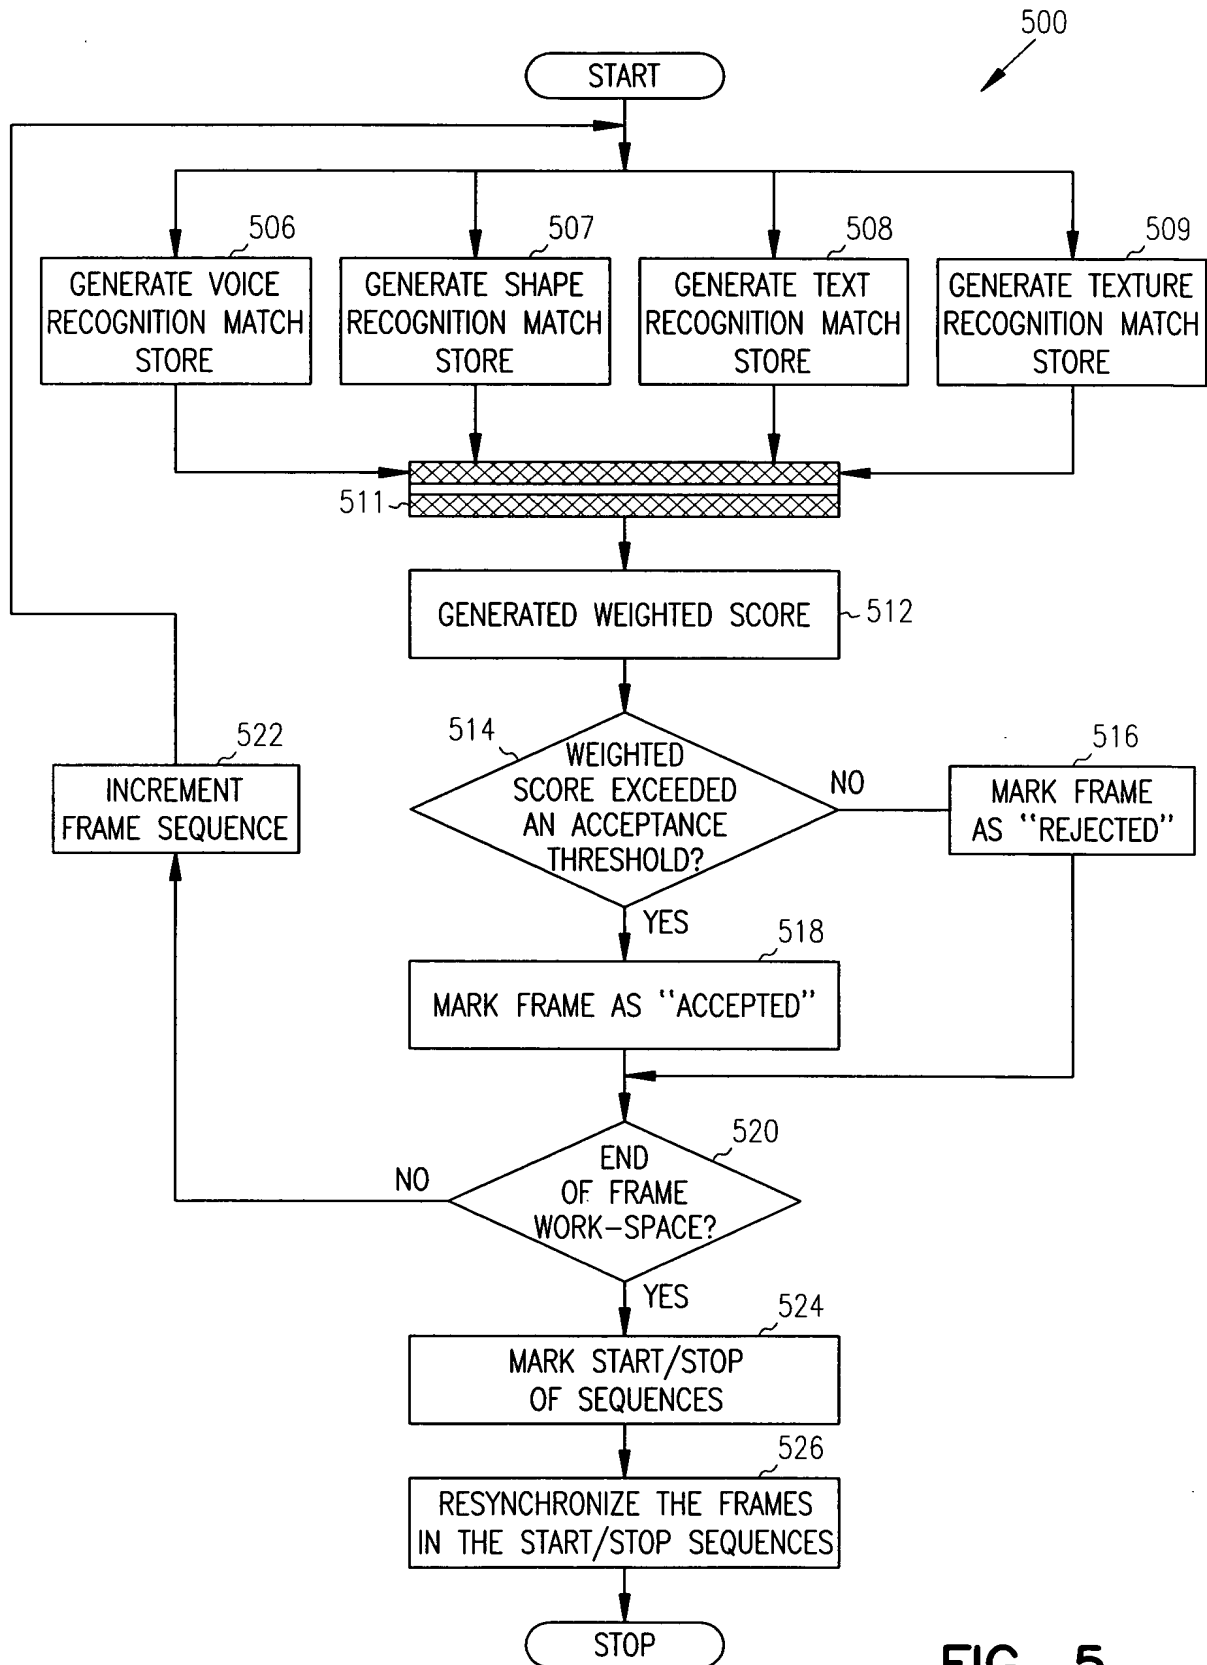 500
START
506
507
508
509
GENERATE VOICE
RECOGNITION MATCH
STORE
GENERATE SHAPE
RECOGNITION MATCH
STORE
GENERATE TEXT
RECOGNITION MATCH
STORE
GENERATE TEXTURE
RECOGNITION MATCH
STORE
511
GENERATED WEIGHTED SCORE
512
514
WEIGHTED
SCORE EXCEEDED
AN ACCEPTANCE
THRESHOLD?
NO
516
MARK FRAME
AS "REJECTED"
522
INCREMENT
FRAME SEQUENCE
YES
518
MARK FRAME AS "ACCEPTED"
520
END
OF FRAME
WORK-SPACE?
NO
YES
524
MARK START/STOP
OF SEQUENCES
526
RESYNCHRONIZE THE FRAMES
IN THE START/STOP SEQUENCES
STOP
FIG. 5